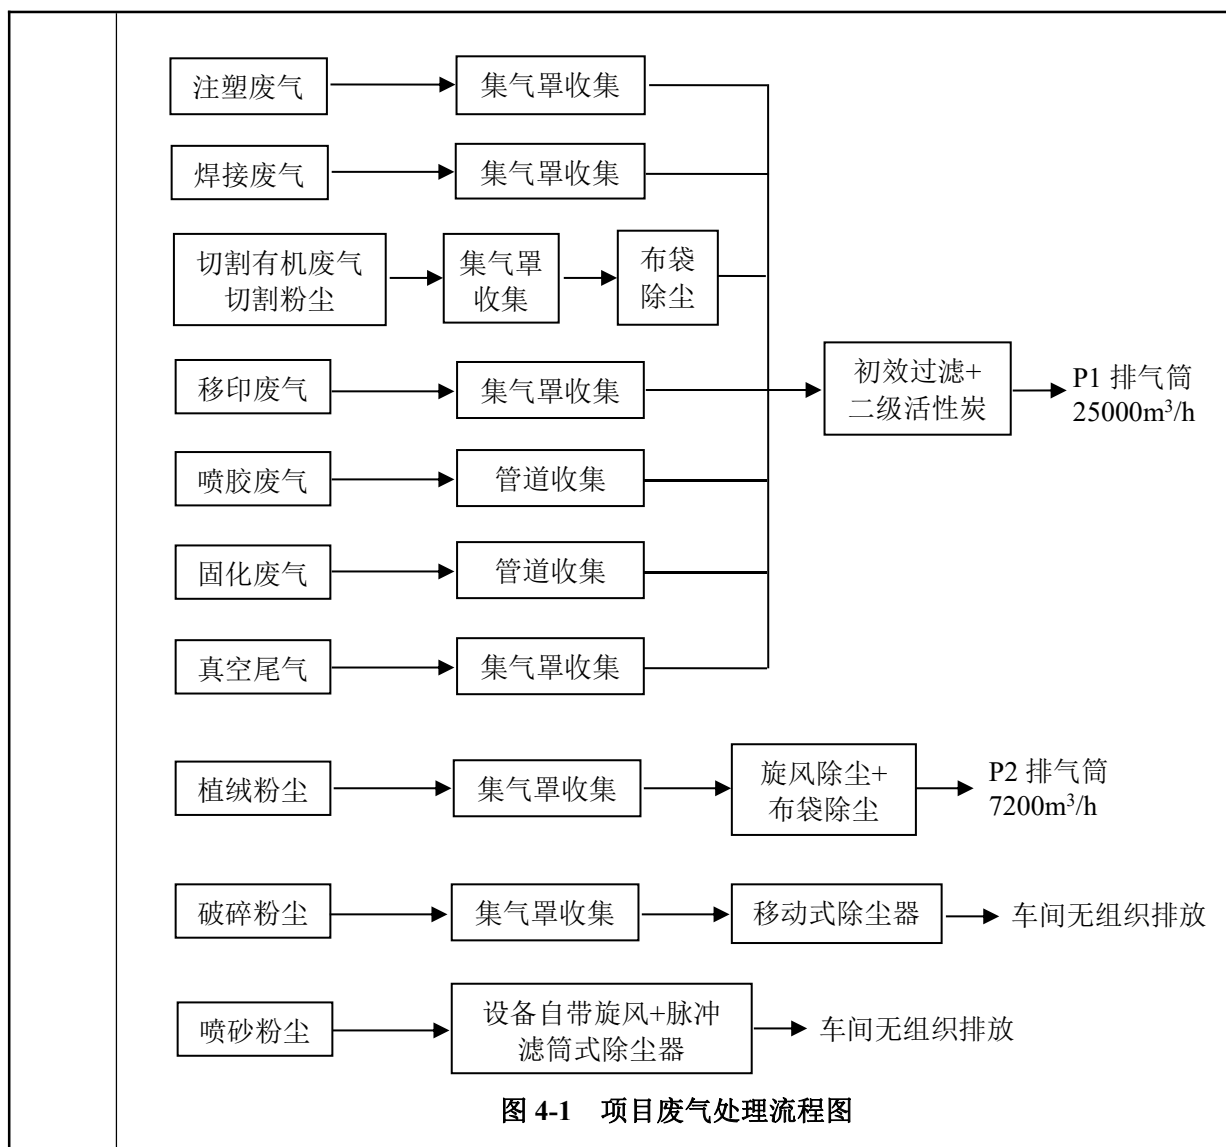 注塑废气
集气罩收集
焊接废气
集气罩收集
切割有机废气
切割粉尘
集气罩
收集
布袋
除尘
移印废气
集气罩收集
初效过滤+
二级活性炭
P1 排气筒
25000m³/h
喷胶废气
管道收集
固化废气
管道收集
真空尾气
集气罩收集
植绒粉尘
集气罩收集
旋风除尘+
布袋除尘
P2 排气筒
7200m³/h
破碎粉尘
集气罩收集
移动式除尘器
车间无组织排放
喷砂粉尘
设备自带旋风+脉冲
滤筒式除尘器
车间无组织排放
图 4-1 项目废气处理流程图